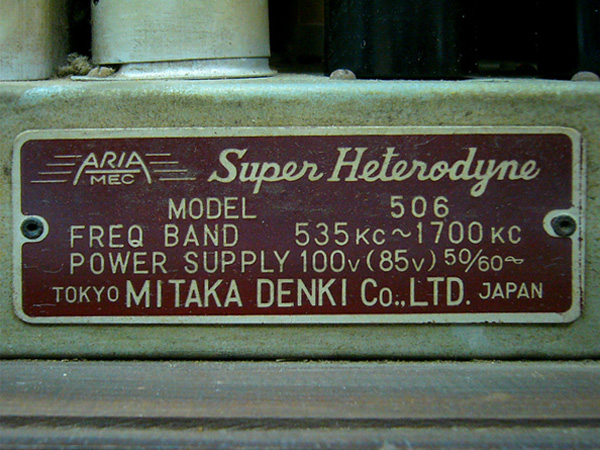 ARIA
MEC
Super Heterodyne
MODEL 506
FREQ BAND 535KC~1700KC
POWER SUPPLY 100V (85V) 50/60~
TOKYO MITAKA DENKI CO.,LTD. JAPAN